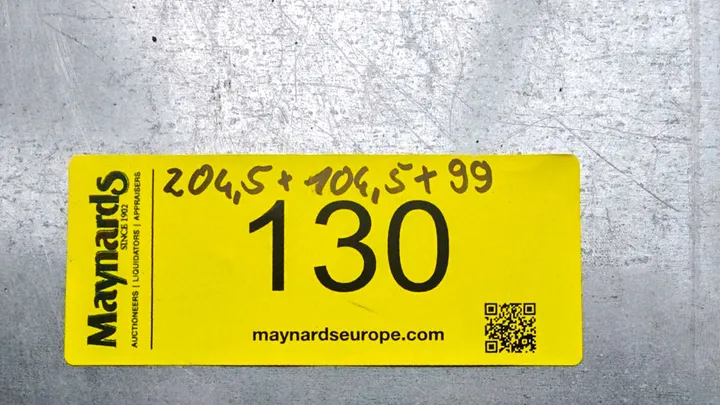 204,5+ 104,5+ 99
130
maynardseurope.com
Maynards
SINCE 1902
AUCTIONEERS | LIQUIDATORS | APPRAISERS